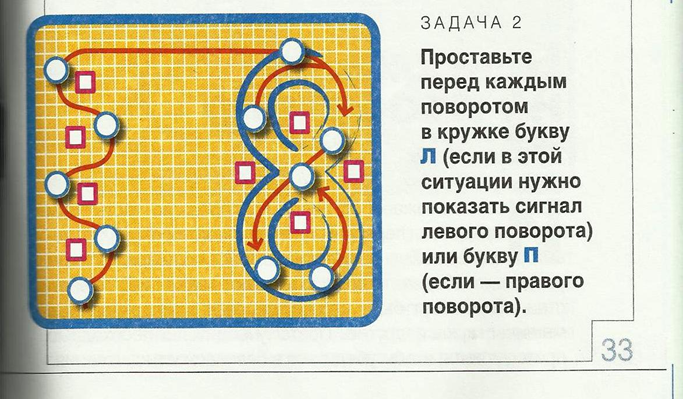 ЗАДАЧА 2
Проставьте
перед каждым
поворотом
в кружке букву
Л (если в этой
ситуации нужно
показать сигнал
левого поворота)
или букву П
(если — правого
поворота).
33